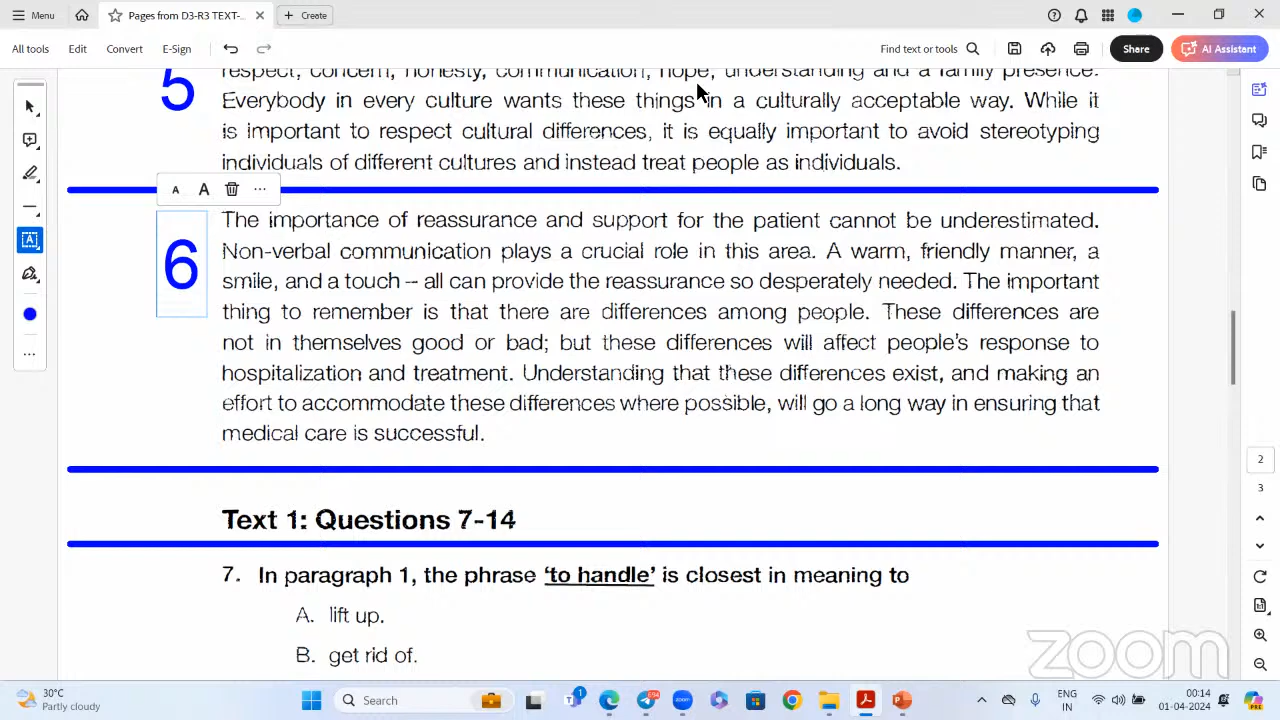 Menu
Pages from D3-R3 TEXT-...
Create
All tools
Edit
Convert
E-Sign
Find text or tools
Share
AI Assistant
5
respect, concern, honesty, communication, hope, understanding and a family presence.
Everybody in every culture wants these things in a culturally acceptable way. While it
is important to respect cultural differences, it is equally important to avoid stereotyping
individuals of different cultures and instead treat people as individuals.
A A ...
6
The importance of reassurance and support for the patient cannot be underestimated.
Non-verbal communication plays a crucial role in this area. A warm, friendly manner, a
smile, and a touch – all can provide the reassurance so desperately needed. The important
thing to remember is that there are differences among people. These differences are
not in themselves good or bad; but these differences will affect people's response to
hospitalization and treatment. Understanding that these differences exist, and making an
effort to accommodate these differences where possible, will go a long way in ensuring that
medical care is successful.
Text 1: Questions 7-14
7. In paragraph 1, the phrase 'to handle' is closest in meaning to
A. lift up.
B. get rid of.
2
3
zoom
30°C
Partly cloudy
Search
1
ENG
IN
00:14
01-04-2024